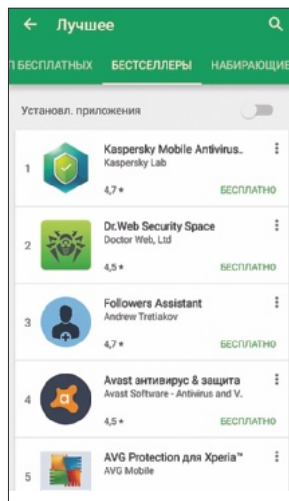 Лучшее
П БЕСПЛАТНЫХ БЕСТСЕЛЛЕРЫ НАБИРАЮЩИЕ
Установл. приложения
1
Kaspersky Mobile Antivirus..
Kaspersky Lab
4,7★
БЕСПЛАТНО
2
Dr.Web Security Space
Doctor Web, Ltd
4,5★
БЕСПЛАТНО
3
Followers Assistant
Andrew Tretiakov
4,7★
БЕСПЛАТНО
4
Avast антивирус & защита
Avast Software - Antivirus and V.
4,5★
БЕСПЛАТНО
5
AVG Protection для Xperia™
AVG Mobile